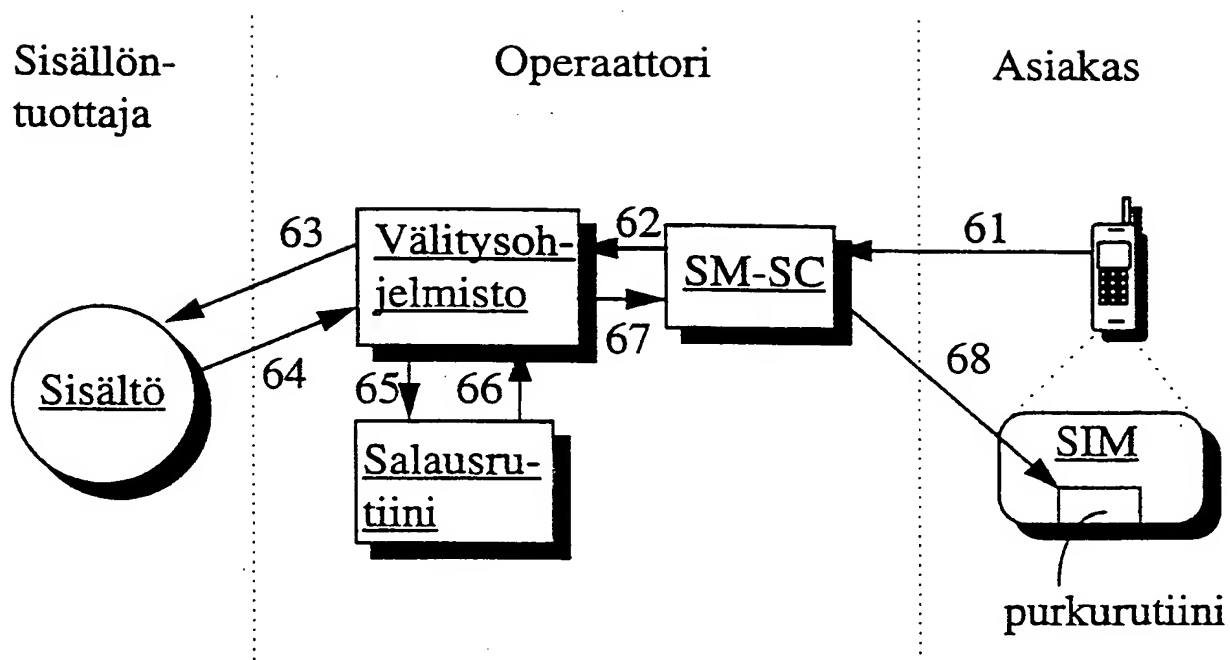 Sisällön-
tuottaja
Operaattori
Asiakas
63
Välitysoh-
jelmisto
62
SM-SC
61
67
64
Sisältö
65
66
68
Salausru-
tiini
SIM
purkurutiini